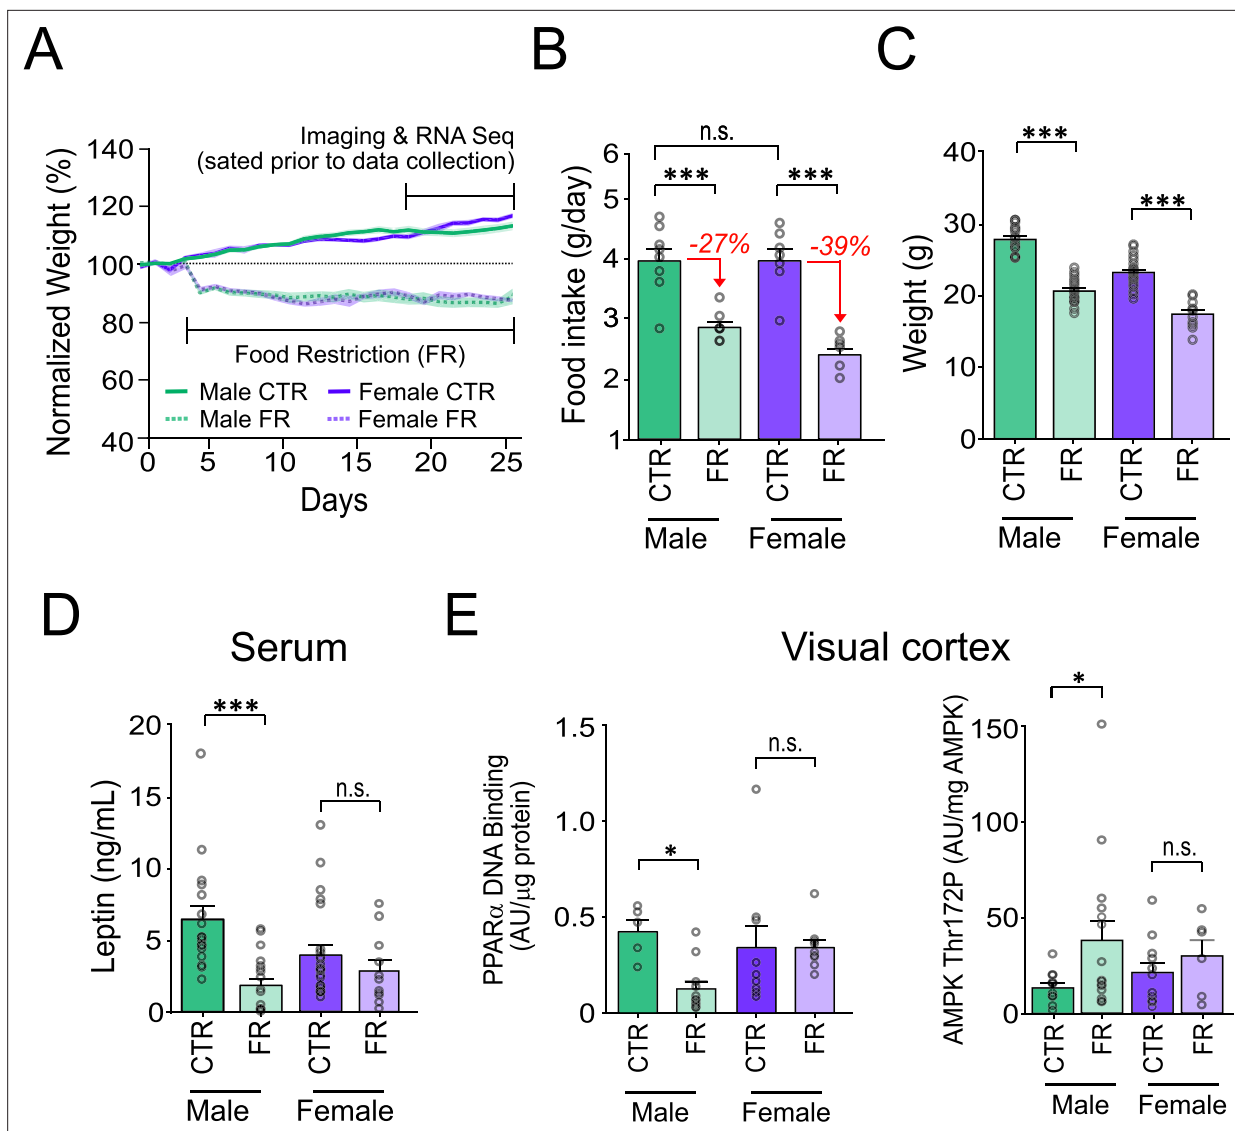 A
Imaging & RNA Seq
(sated prior to data collection)
Normalized Weight (%)
140
120
100
80
60
40
Food Restriction (FR)
Male CTR
Female CTR
Male FR
Female FR
0 5 10 15 20 25
Days
B
n.s.
*** ***
-27% -39%
Food intake (g/day)
6
5
4
3
2
1
CTR FR CTR FR
Male Female
C
***
***
Weight (g)
40
30
20
10
0
CTR FR CTR FR
Male Female
D
Serum
***
n.s.
Leptin (ng/mL)
20
15
10
5
0
CTR FR CTR FR
Male Female
E
Visual cortex
PPARα DNA Binding
(AU/µg protein)
1.5
1.0
0.5
0
*
n.s.
CTR FR CTR FR
Male Female
AMPK Thr172P (AU/mg AMPK)
150
100
50
0
*
n.s.
CTR FR CTR FR
Male Female